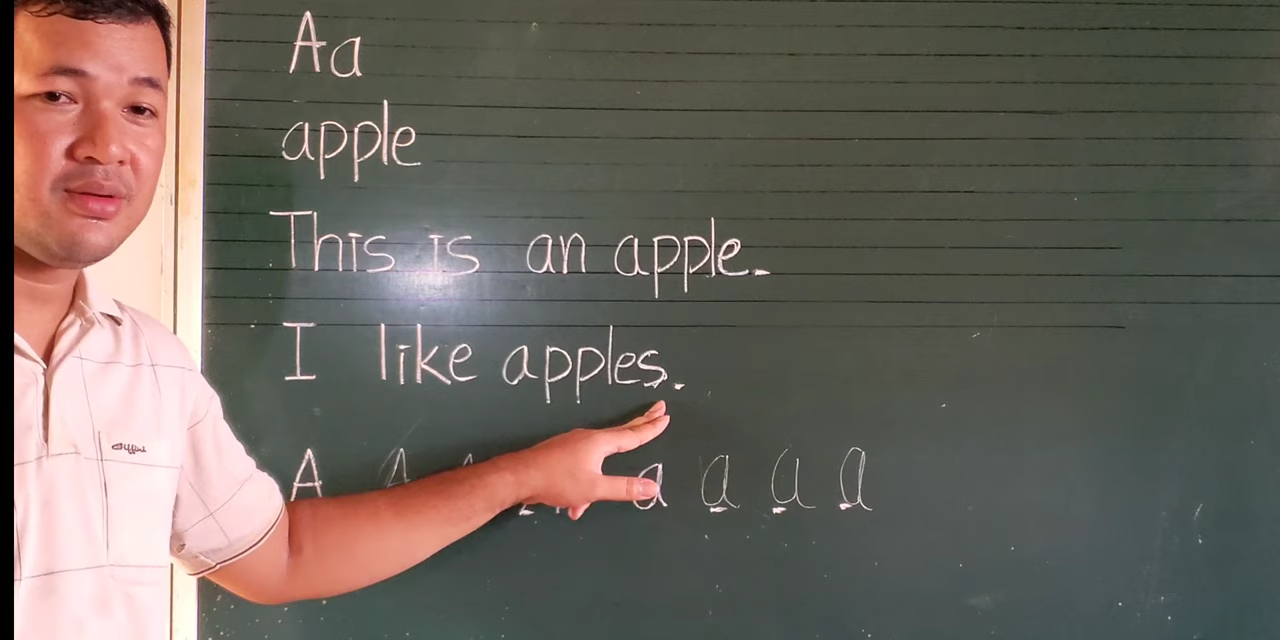 Aa
apple
This is an apple.
I like apples.
A A a a a a